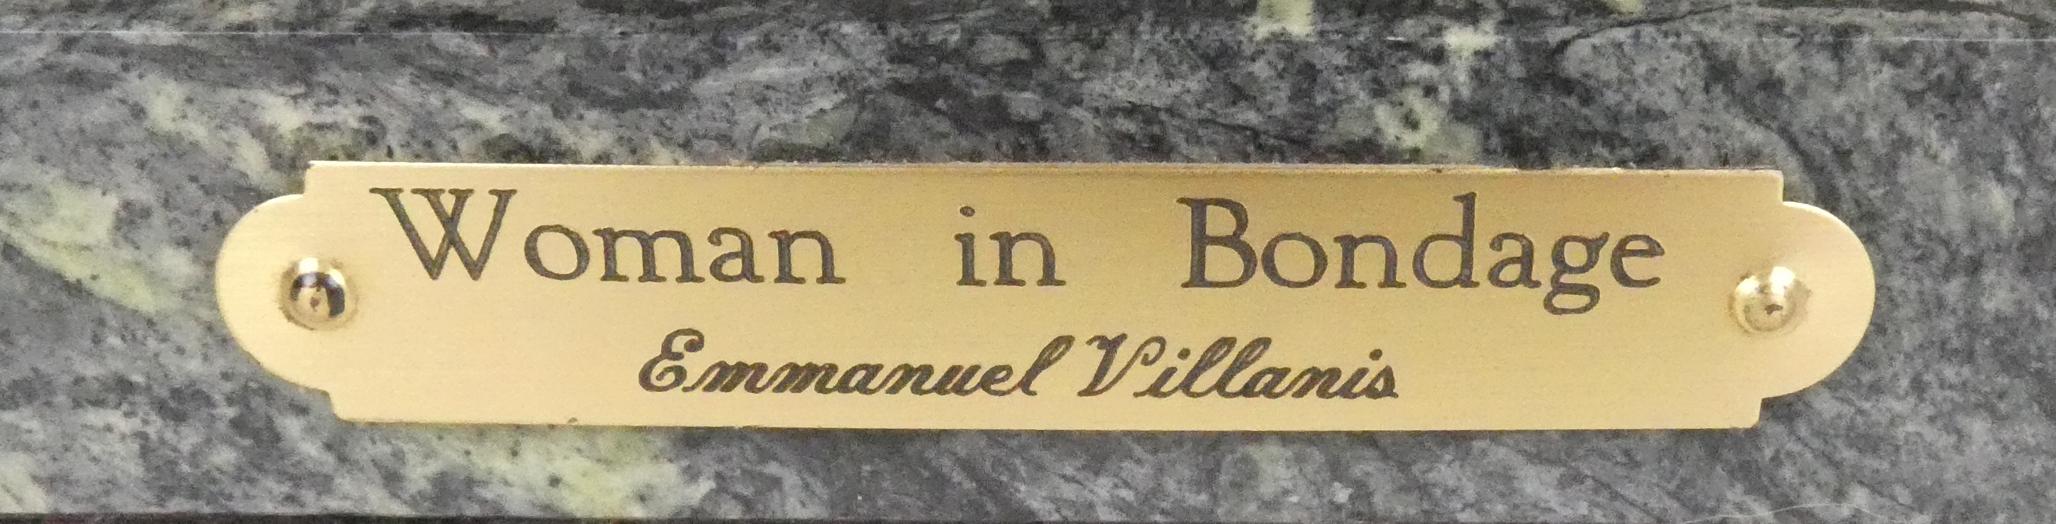 Woman in Bondage
Emmanuel Villanis